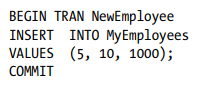 BEGIN TRAN NewEmployee
INSERT  INTO MyEmployees
VALUES  (5, 10, 1000);
COMMIT